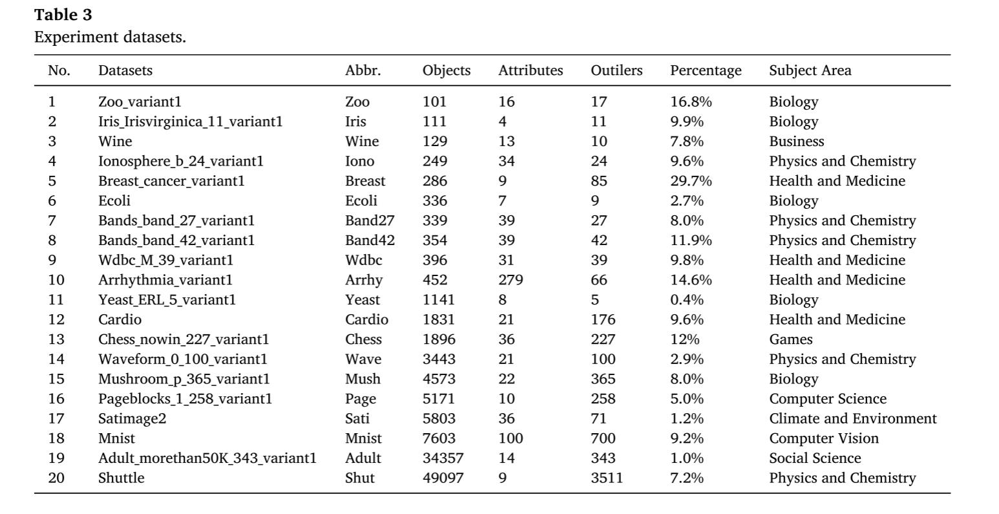 Table 3
Experiment datasets.
No. Datasets Abbr. Objects Attributes Outilers Percentage Subject Area
1 Zoo_variant1 Zoo 101 16 17 16.8% Biology
2 Iris_Irisvirginica_11_variant1 Iris 111 4 11 9.9% Biology
3 Wine Wine 129 13 10 7.8% Business
4 Ionosphere_b_24_variant1 Iono 249 34 24 9.6% Physics and Chemistry
5 Breast_cancer_variant1 Breast 286 9 85 29.7% Health and Medicine
6 Ecoli Ecoli 336 7 9 2.7% Biology
7 Bands_band_27_variant1 Band27 339 39 27 8.0% Physics and Chemistry
8 Bands_band_42_variant1 Band42 354 39 42 11.9% Physics and Chemistry
9 Wdbc_M_39_variant1 Wdbc 396 31 39 9.8% Health and Medicine
10 Arrhythmia_variant1 Arrhy 452 279 66 14.6% Health and Medicine
11 Yeast_ERL_5_variant1 Yeast 1141 8 5 0.4% Biology
12 Cardio Cardio 1831 21 176 9.6% Health and Medicine
13 Chess_nowin_227_variant1 Chess 1896 36 227 12% Games
14 Waveform_0_100_variant1 Wave 3443 21 100 2.9% Physics and Chemistry
15 Mushroom_p_365_variant1 Mush 4573 22 365 8.0% Biology
16 Pageblocks_1_258_variant1 Page 5171 10 258 5.0% Computer Science
17 Satimage2 Sati 5803 36 71 1.2% Climate and Environment
18 Mnist Mnist 7603 100 700 9.2% Computer Vision
19 Adult_morethan50K_343_variant1 Adult 34357 14 343 1.0% Social Science
20 Shuttle Shut 49097 9 3511 7.2% Physics and Chemistry